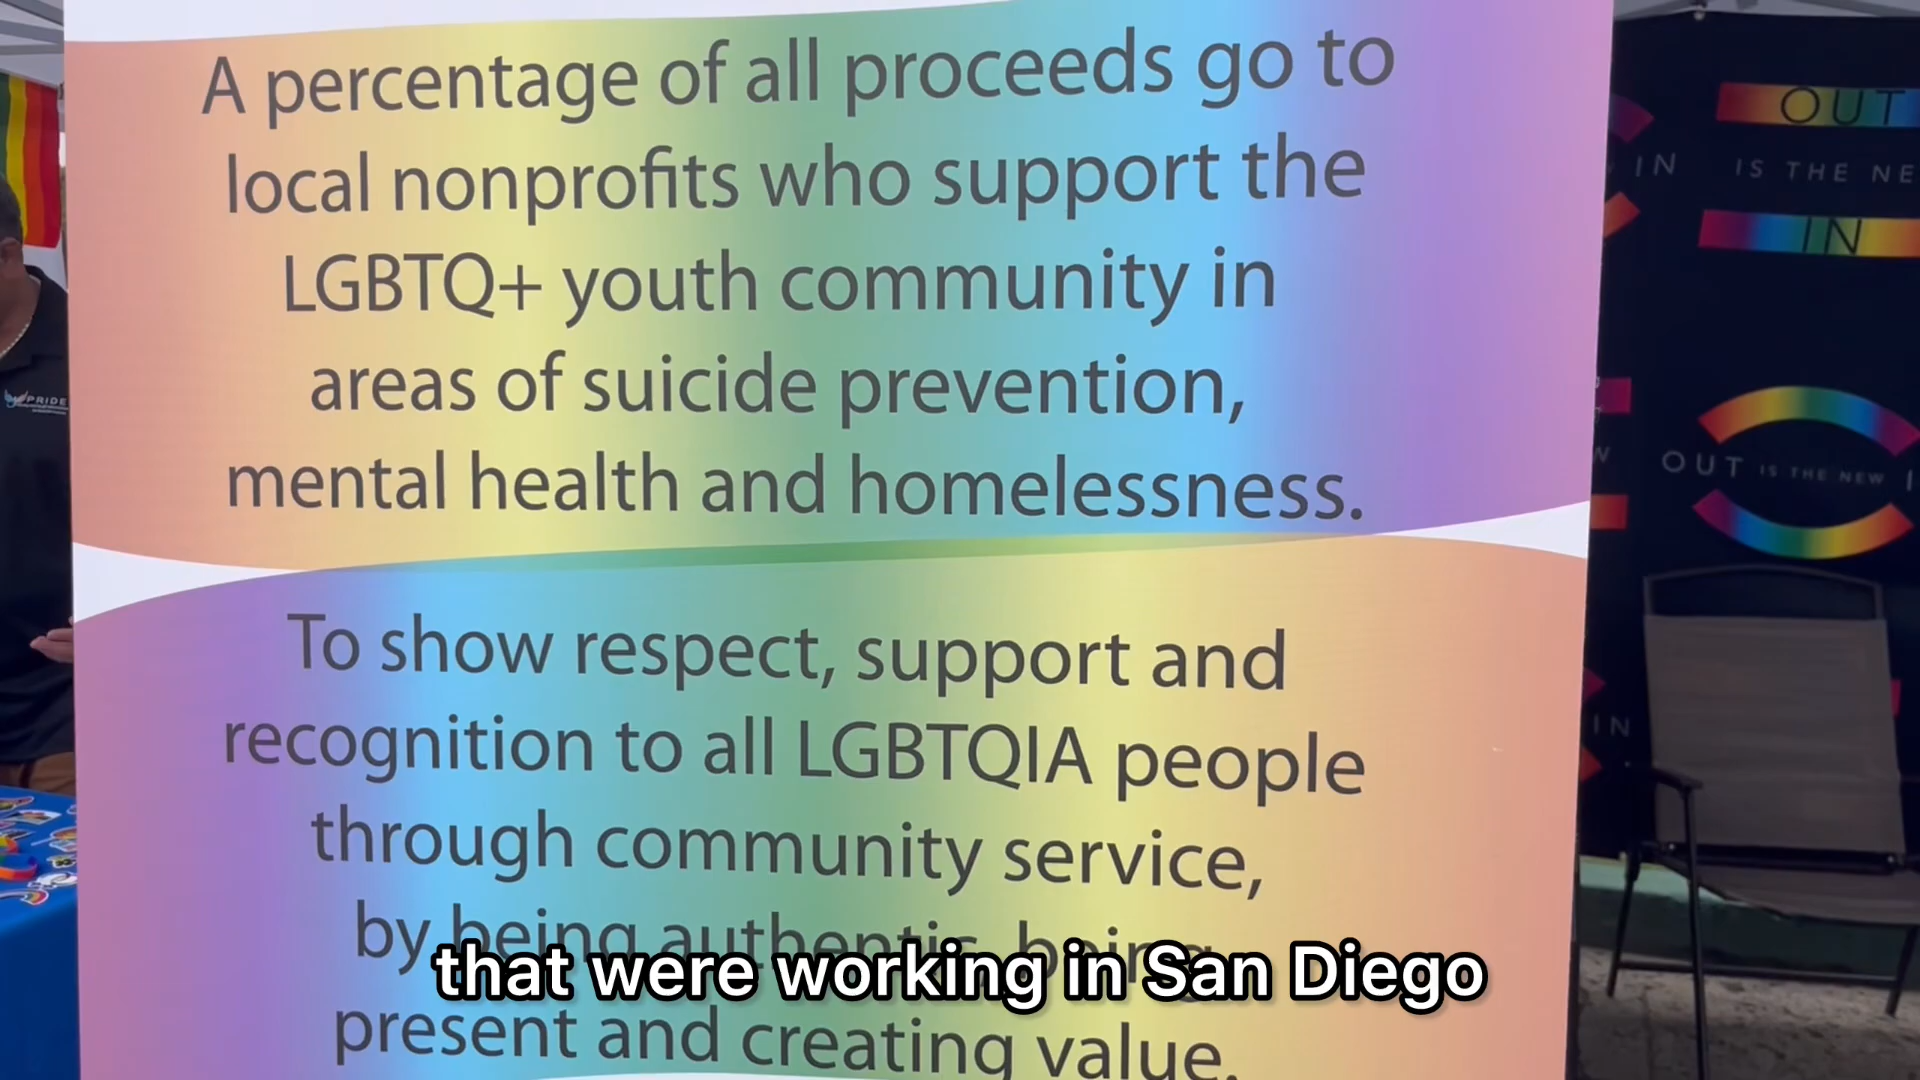 A percentage of all proceeds go to
local nonprofits who support the
LGBTQ+ youth community in
areas of suicide prevention,
mental health and homelessness.
To show respect, support and
recognition to all LGBTQIA people
through community service,
by being authentic, being
present and creating value.
that were working in San Diego
PRIDE
OUT
IN
IS THE NE
IN
OUT IS THE NEW
IN